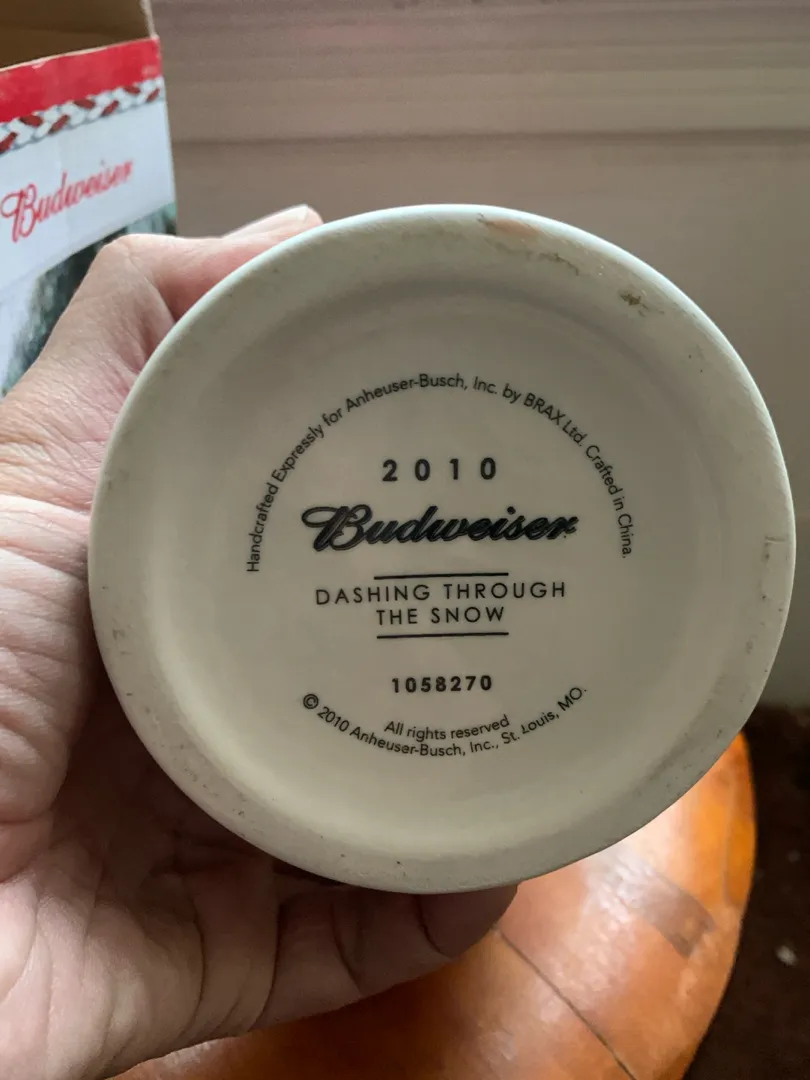 Budweiser
Handcrafted Expressly for Anheuser-Busch, Inc. by BRAX Ltd. Crafted in China.
2010
Budweiser
DASHING THROUGH
THE SNOW
1058270
All rights reserved
© 2010 Anheuser-Busch, Inc., St. Louis, MO.